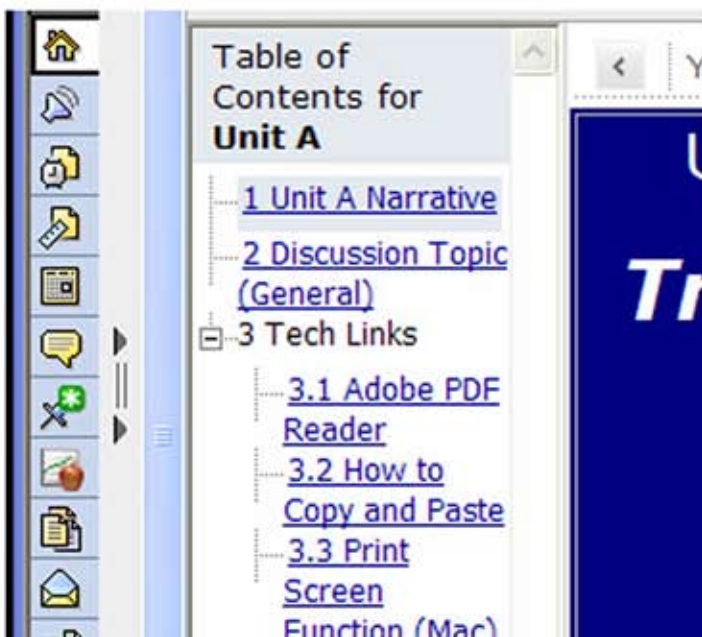 Table of
Contents for
Unit A
1 Unit A Narrative
2 Discussion Topic
(General)
3 Tech Links
3.1 Adobe PDF
Reader
3.2 How to
Copy and Paste
3.3 Print
Screen
Function (Mac)
Tr